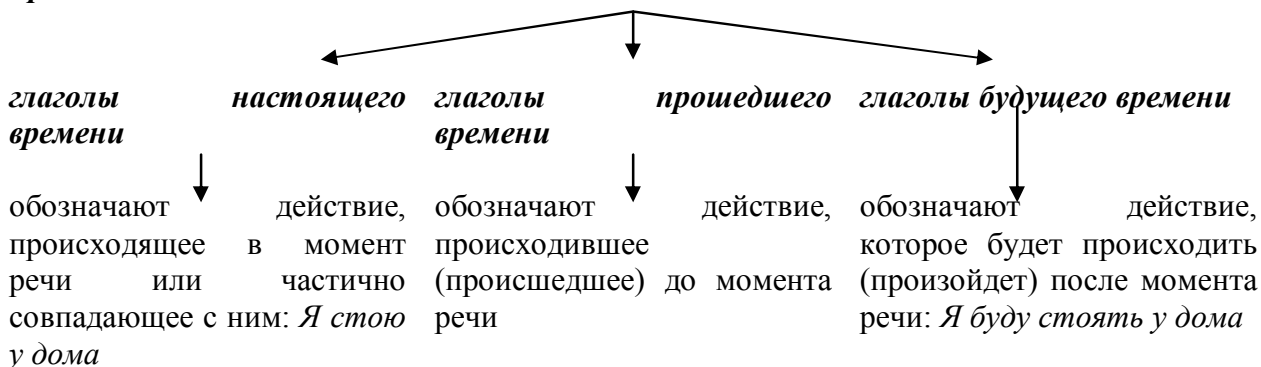 глаголы настоящего
времени
обозначают действие,
происходящее в момент
речи или частично
совпадающее с ним: Я стою
у дома
глаголы прошедшего
времени
обозначают действие,
происходившее
(происшедшее) до момента
речи
глаголы будущего времени
обозначают действие,
которое будет происходить
(произойдет) после момента
речи: Я буду стоять у дома